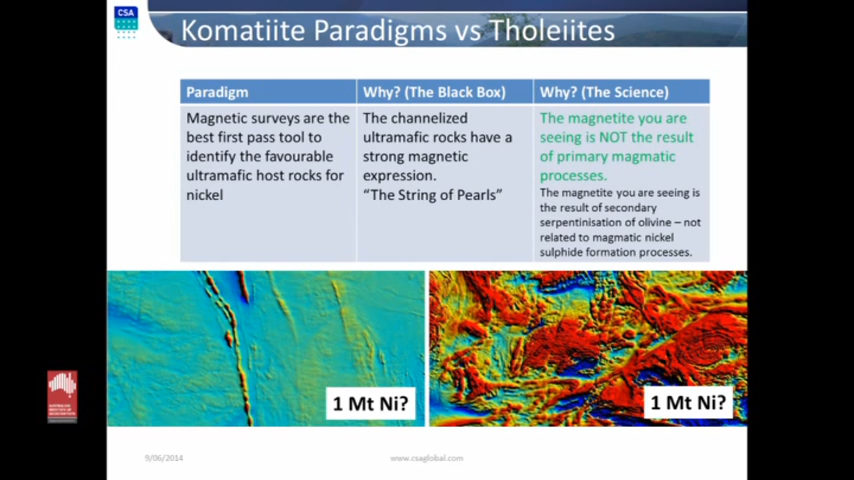 CSA
Komatiite Paradigms vs Tholeiites
Paradigm
Why? (The Black Box)
Why? (The Science)
Magnetic surveys are the
best first pass tool to
identify the favourable
ultramafic host rocks for
nickel
The channelized
ultramafic rocks have a
strong magnetic
expression.
“The String of Pearls”
The magnetite you are
seeing is NOT the result
of primary magmatic
processes.
The magnetite you are seeing is
the result of secondary
serpentinisation of olivine – not
related to magmatic nickel
sulphide formation processes.
1 Mt Ni?
1 Mt Ni?
9/06/2014
www.csaglobal.com